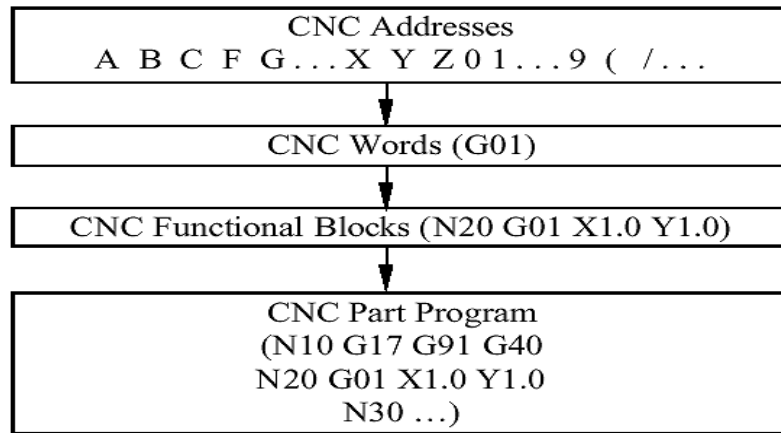 CNC Addresses
A B C F G...X Y Z 0 1...9 ( /...
CNC Words (G01)
CNC Functional Blocks (N20 G01 X1.0 Y1.0)
CNC Part Program
(N10 G17 G91 G40
N20 G01 X1.0 Y1.0
N30 ...)